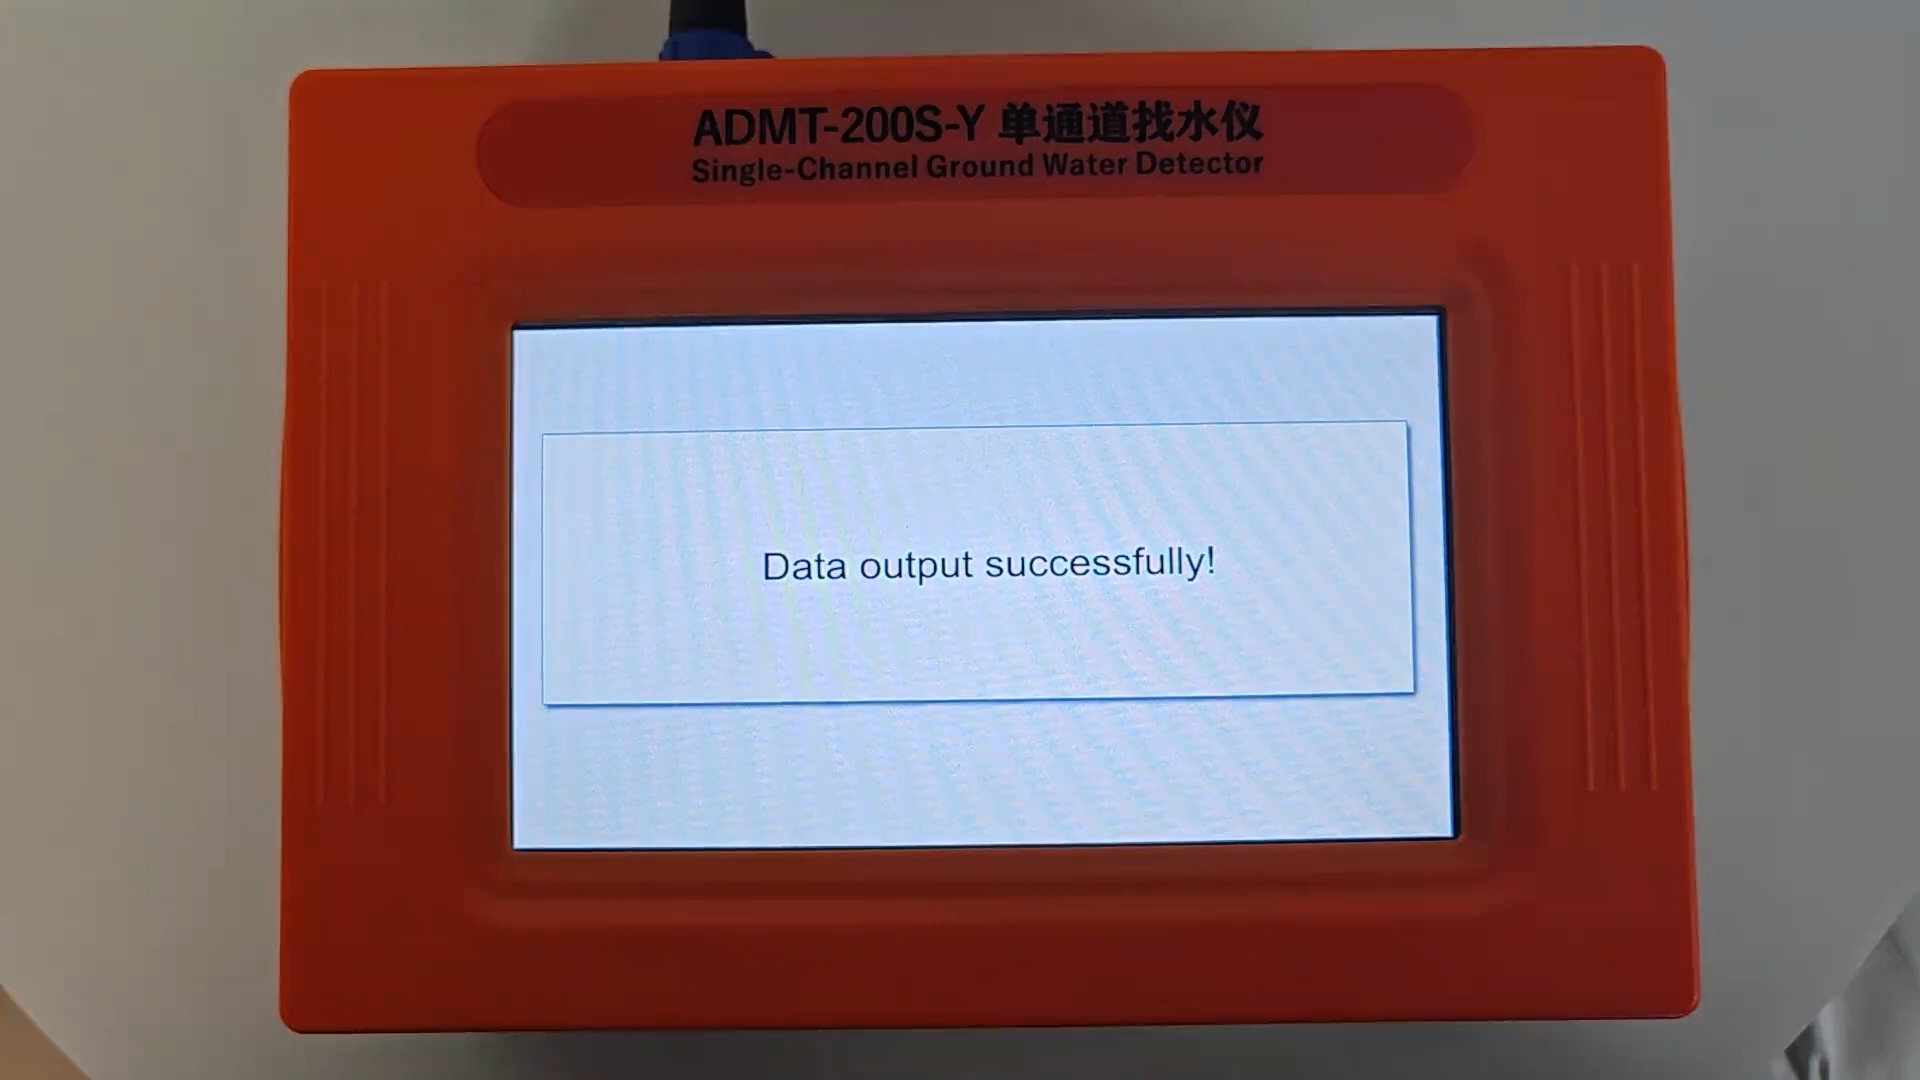 ADMT-200S-Y 单通道找水仪
Single-Channel Ground Water Detector
Data output successfully!